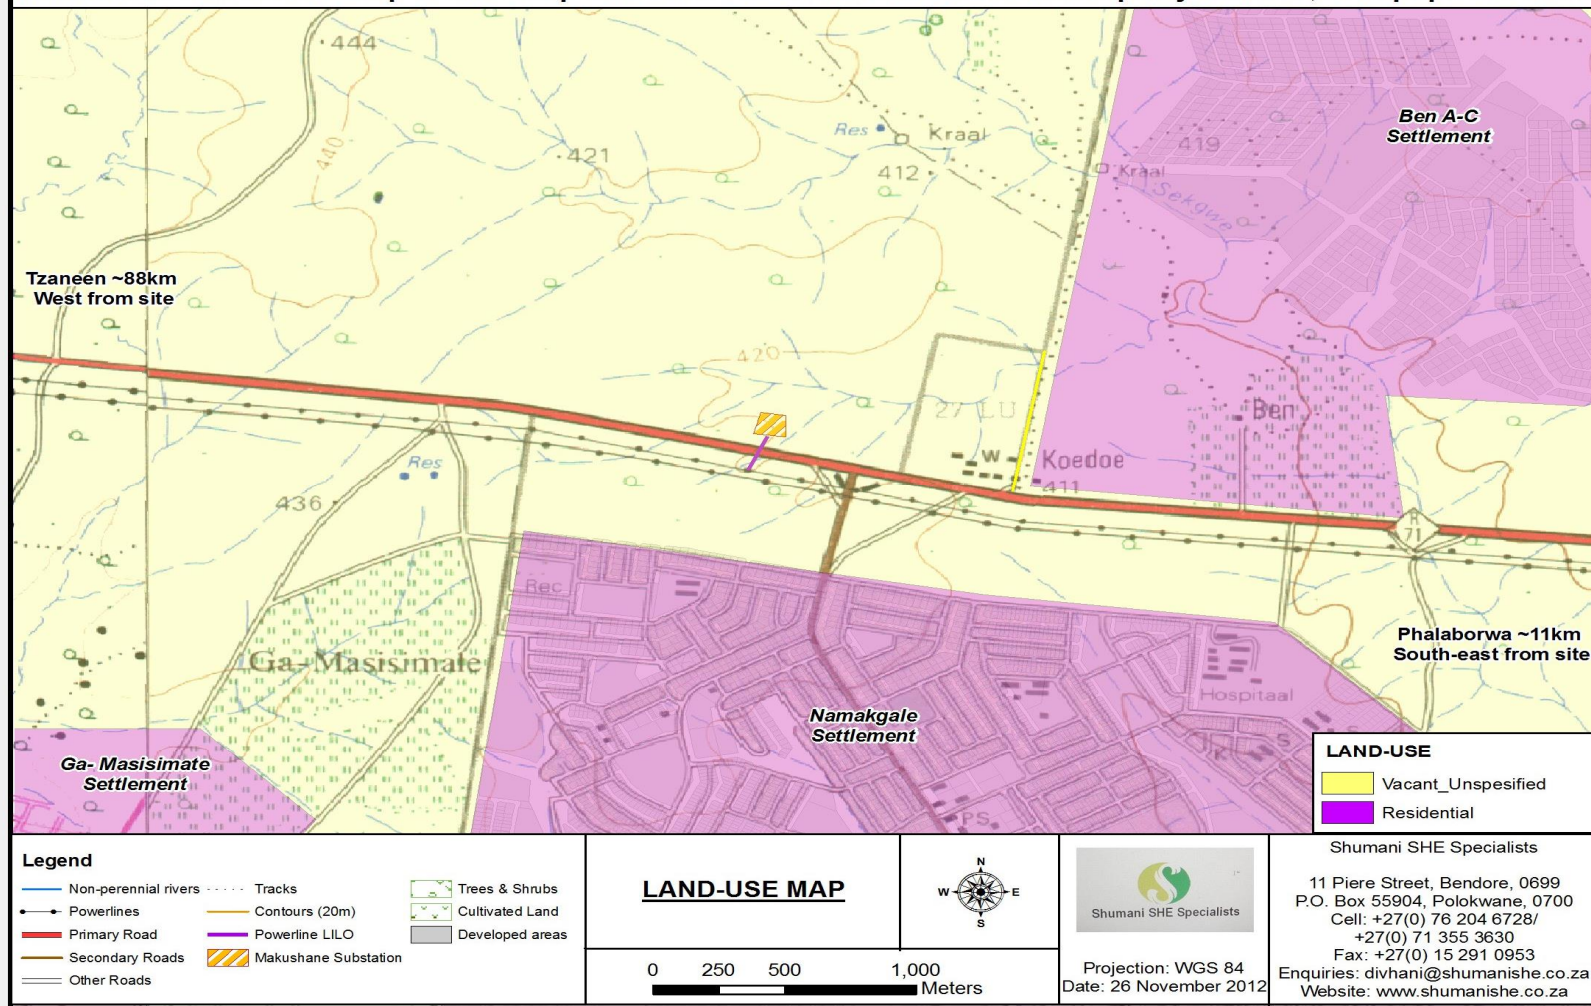 444
Res
Kraal
421
440
412
Ben A-C
Settlement
419
Kraal
Sekgwe
Tzaneen ~88km
West from site
420
27 LU
Ben
W
Koedoe
411
Res
436
R
71
Rec
Ga-Masisimale
Phalaborwa ~11km
South-east from site
Hospitaal
Namakgale
Settlement
Ga- Masisimate
Settlement
S
S
PS
LAND-USE
Vacant_Unspesified
Residential
Legend
Non-perennial rivers
Powerlines
Primary Road
Secondary Roads
Other Roads
Tracks
Contours (20m)
Powerline LILO
Makushane Substation
Trees & Shrubs
Cultivated Land
Developed areas
LAND-USE MAP
0 250 500 1,000
Meters
N
W E
S
Shumani SHE Specialists
Projection: WGS 84
Date: 26 November 2012
Shumani SHE Specialists
11 Piere Street, Bendore, 0699
P.O. Box 55904, Polokwane, 0700
Cell: +27(0) 76 204 6728/
+27(0) 71 355 3630
Fax: +27(0) 15 291 0953
Enquiries: divhani@shumanishe.co.za
Website: www.shumanishe.co.za